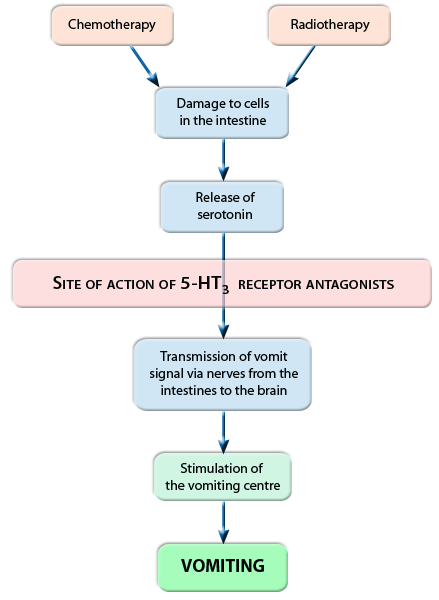 Chemotherapy
Radiotherapy
Damage to cells
in the intestine
Release of
serotonin
SITE OF ACTION OF 5-HT3 RECEPTOR ANTAGONISTS
Transmission of vomit
signal via nerves from the
intestines to the brain
Stimulation of
the vomiting centre
VOMITING